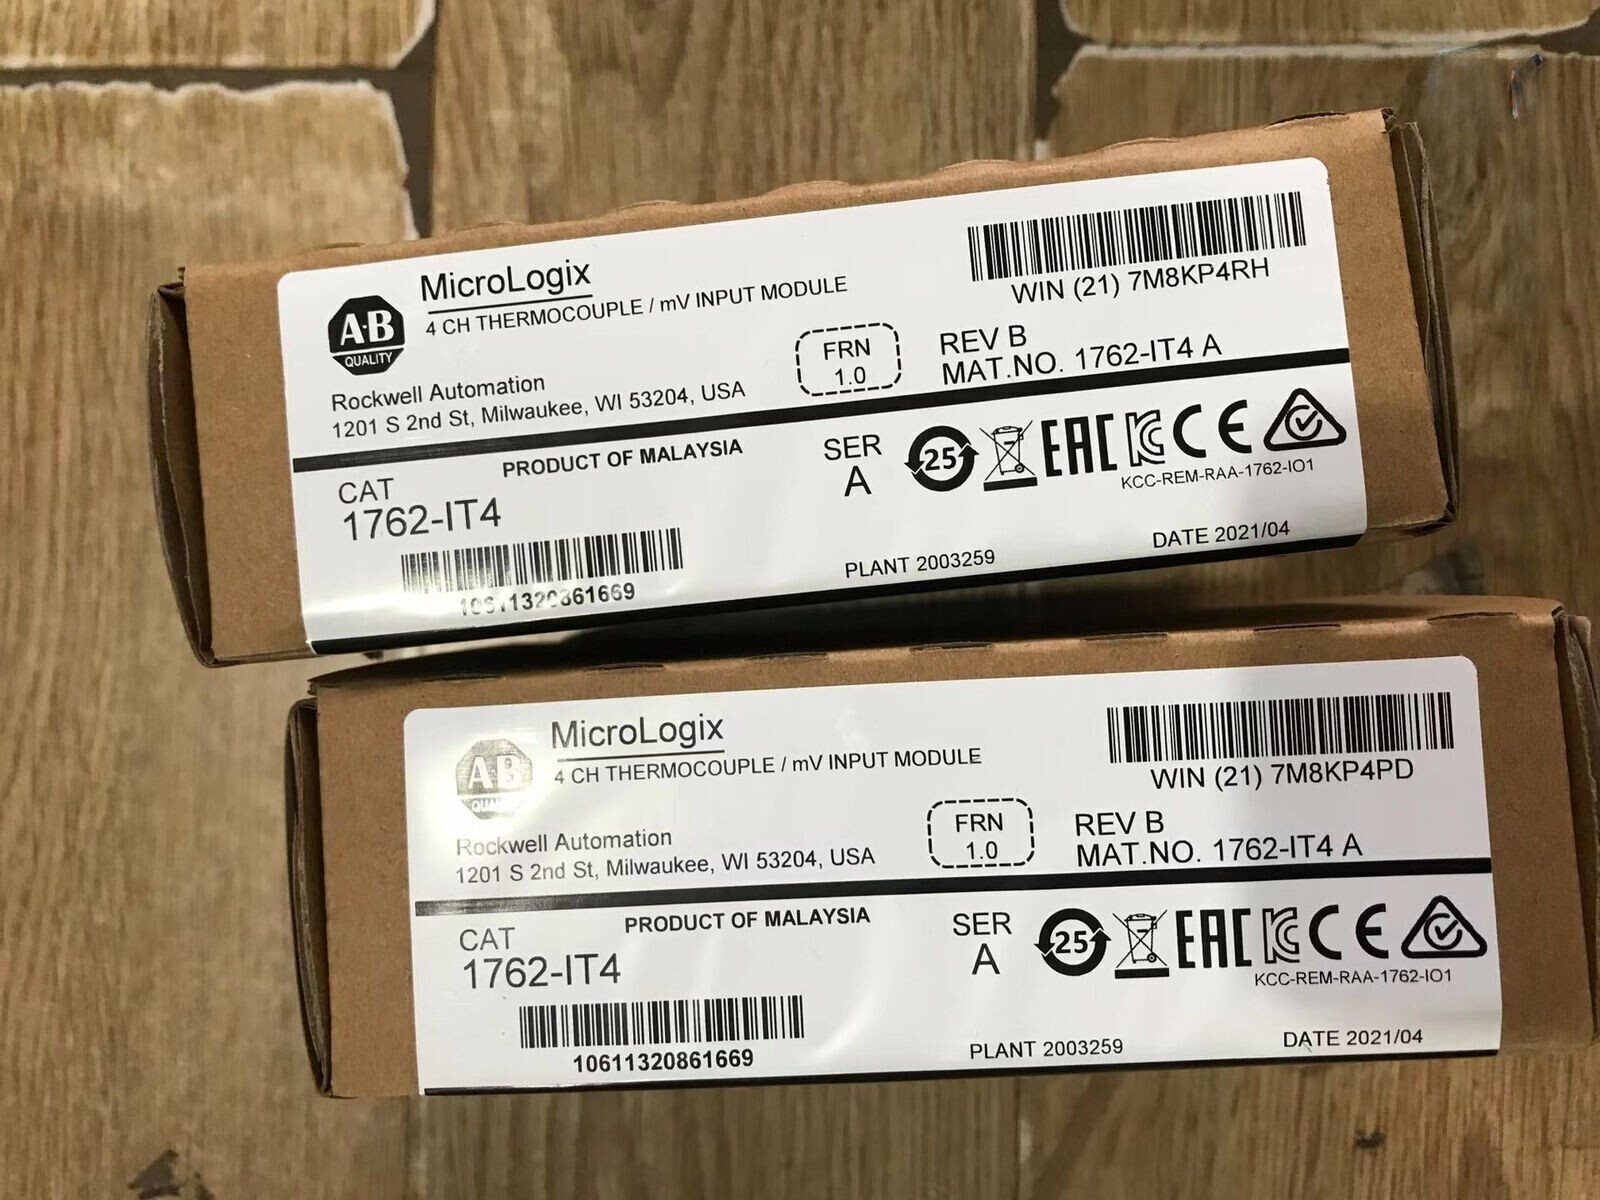 A·B
QUALITY
MicroLogix
4 CH THERMOCOUPLE / mV INPUT MODULE
Rockwell Automation
1201 S 2nd St, Milwaukee, WI 53204, USA
FRN
1.0
WIN (21) 7M8KP4RH
REV B
MAT.NO. 1762-IT4 A
PRODUCT OF MALAYSIA
CAT
1762-IT4
10611320861669
SER
A
25
EAC
CE
KCC-REM-RAA-1762-IO1
PLANT 2003259
DATE 2021/04
A·B
QUALITY
MicroLogix
4 CH THERMOCOUPLE / mV INPUT MODULE
Rockwell Automation
1201 S 2nd St, Milwaukee, WI 53204, USA
FRN
1.0
WIN (21) 7M8KP4PD
REV B
MAT.NO. 1762-IT4 A
PRODUCT OF MALAYSIA
CAT
1762-IT4
10611320861669
SER
A
25
EAC
CE
KCC-REM-RAA-1762-IO1
PLANT 2003259
DATE 2021/04